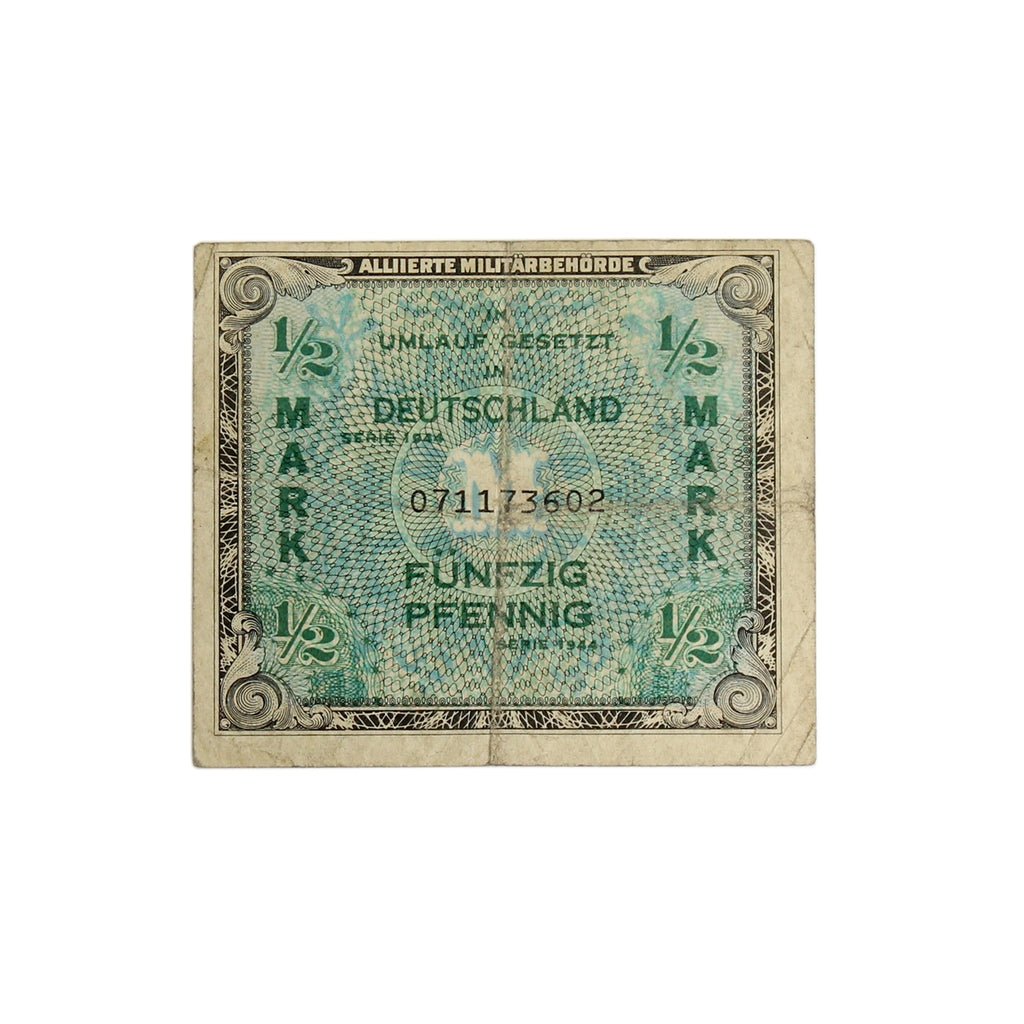 ALLIIERTE MILITÄRBEHÖRDE
1/2
1/2
IN
UMLAUF GESETZT
IN
DEUTSCHLAND
SERIE 1944
MARK
MARK
M
071173602
FÜNFZIG
PFENNIG
SERIE 1944
1/2
1/2